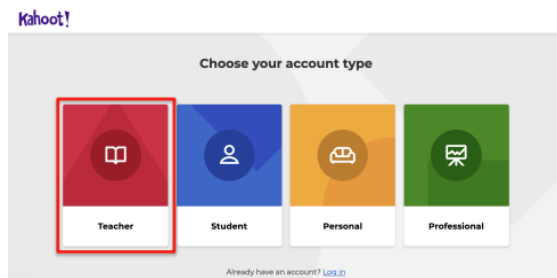 Kahoot!
Choose your account type
Teacher Student Personal Professional
Already have an account? Log in